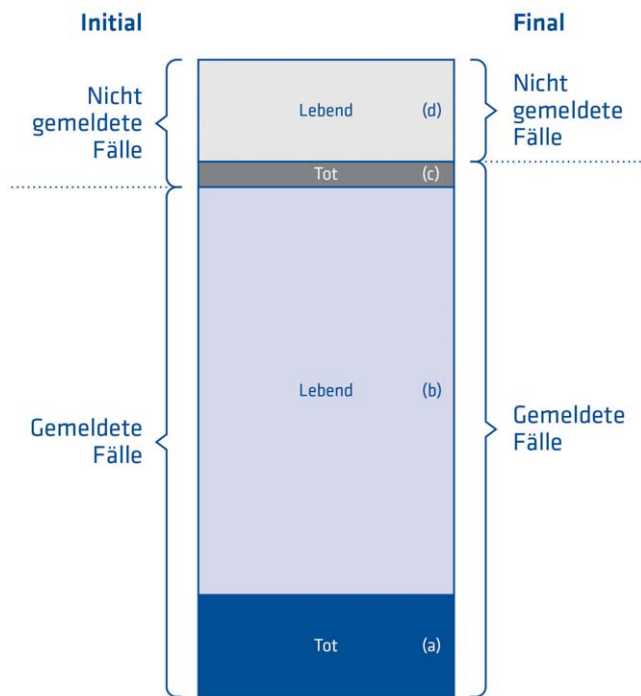 Initial
Final
Nicht
gemeldete
Fälle
Lebend (d)
Nicht
gemeldete
Fälle
Tot (c)
Lebend (b)
Gemeldete
Fälle
Gemeldete
Fälle
Tot (a)